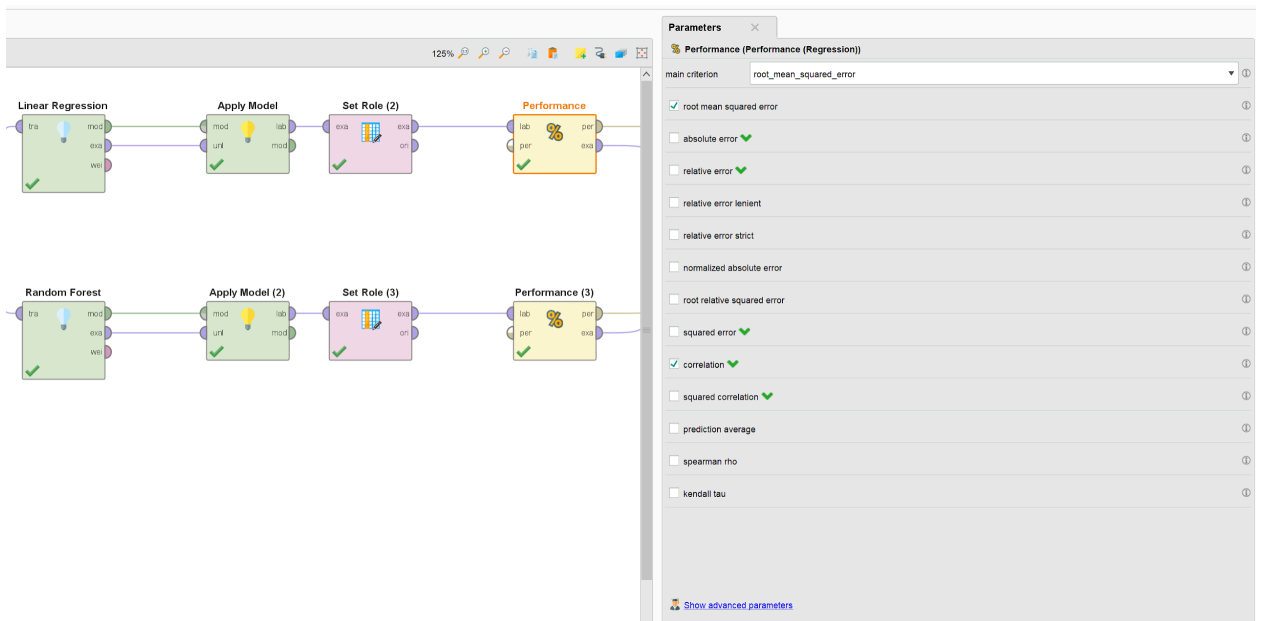 125%
Linear Regression
tra mod
exa
wei
Apply Model
mod lab
unl mod
Set Role (2)
exa exa
ori
Performance
lab % per
per exa
Random Forest
tra mod
exa
wei
Apply Model (2)
mod lab
unl mod
Set Role (3)
exa exa
ori
Performance (3)
lab % per
per exa
Parameters
% Performance (Performance (Regression))
main criterion root_mean_squared_error
root mean squared error
absolute error
relative error
relative error lenient
relative error strict
normalized absolute error
root relative squared error
squared error
correlation
squared correlation
prediction average
spearman rho
kendall tau
Show advanced parameters